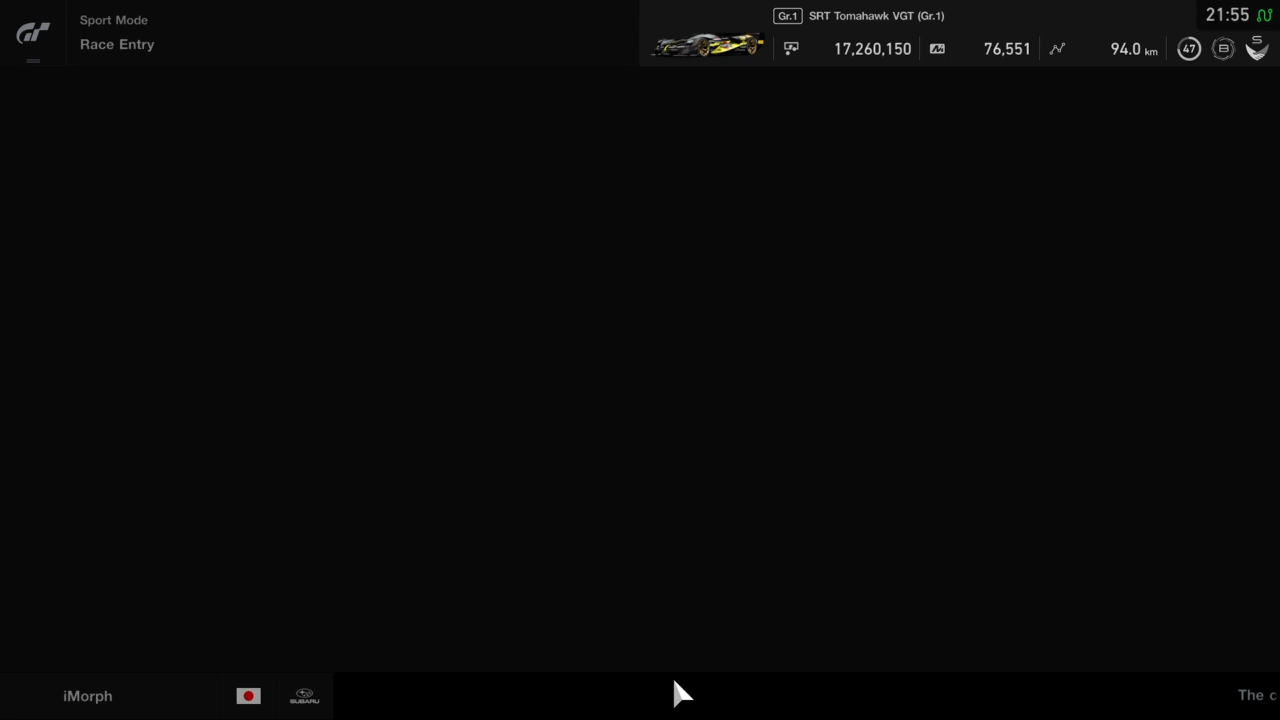 Sport Mode
Race Entry
Gr.1 SRT Tomahawk VGT (Gr.1)
21:55
17,260,150 76,551 94.0 km 47 B S
iMorph SUBARU
The c